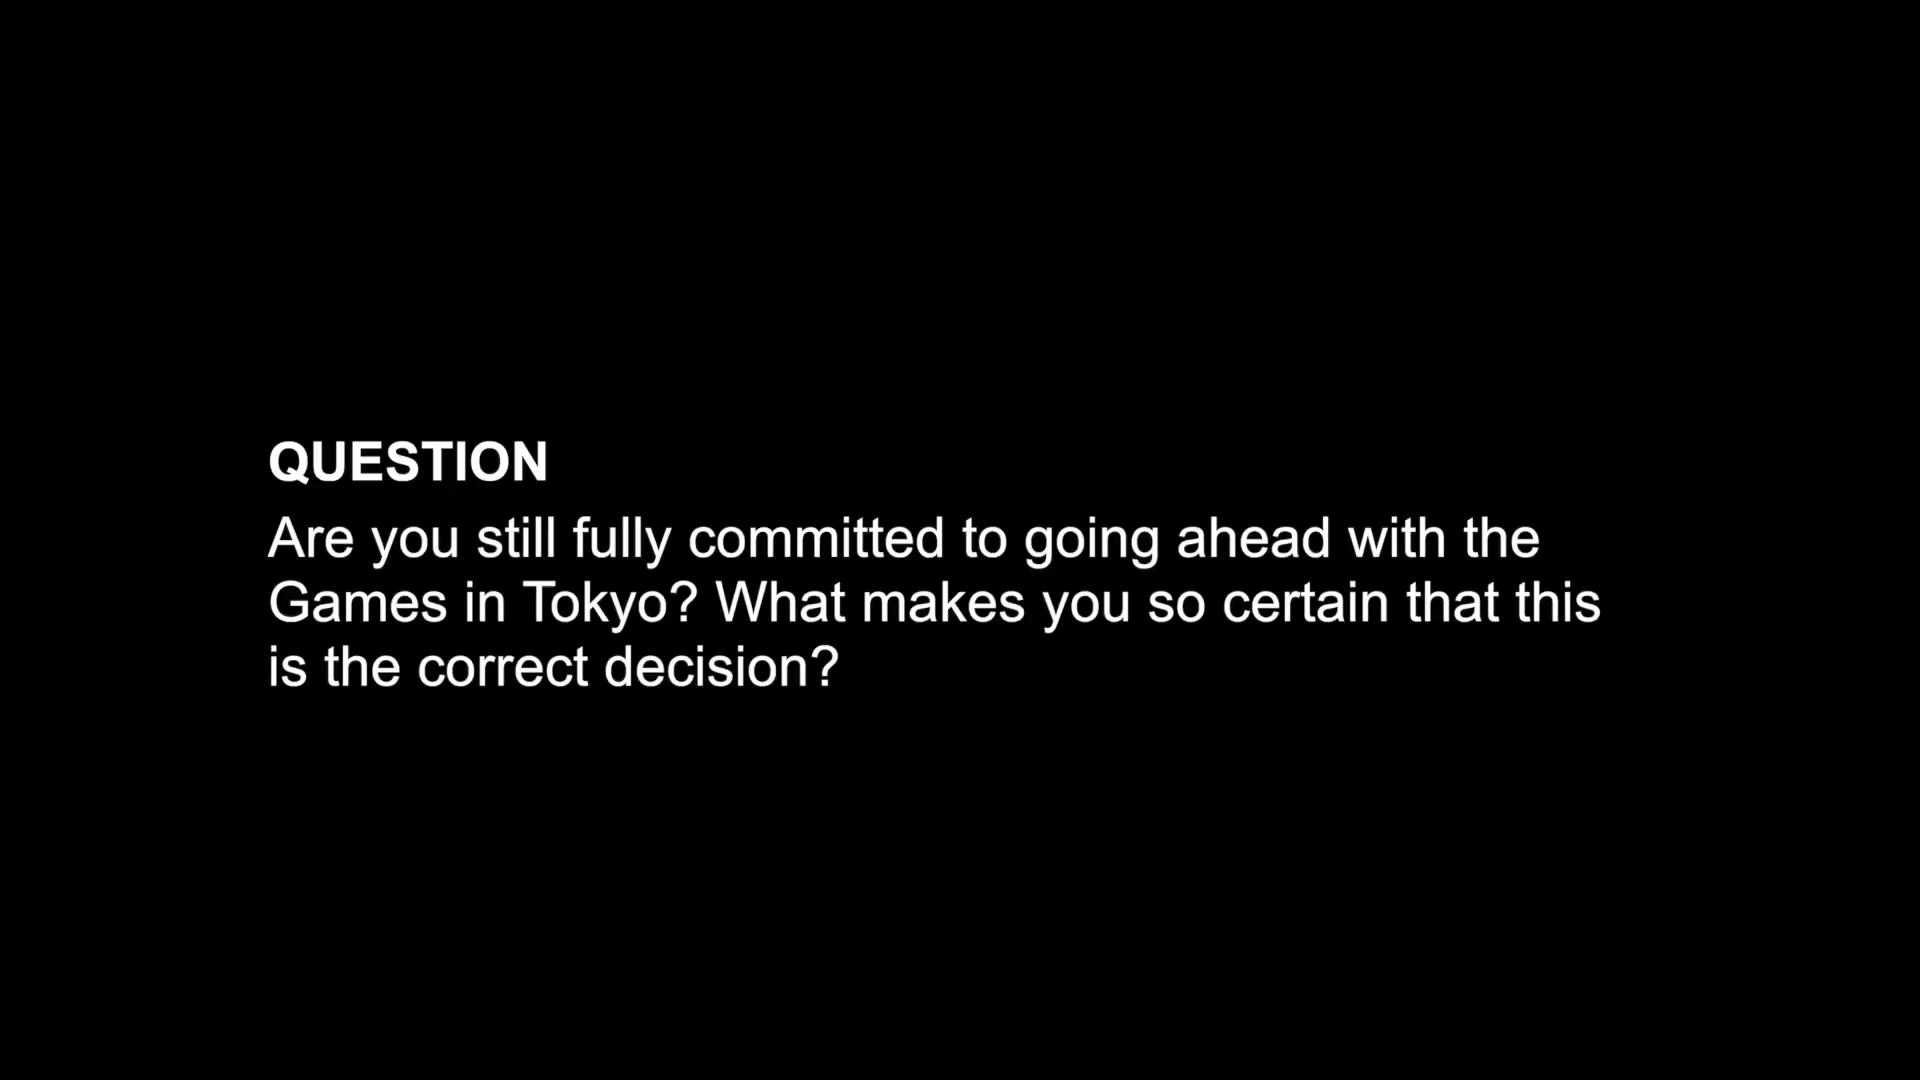 QUESTION
Are you still fully committed to going ahead with the
Games in Tokyo? What makes you so certain that this
is the correct decision?